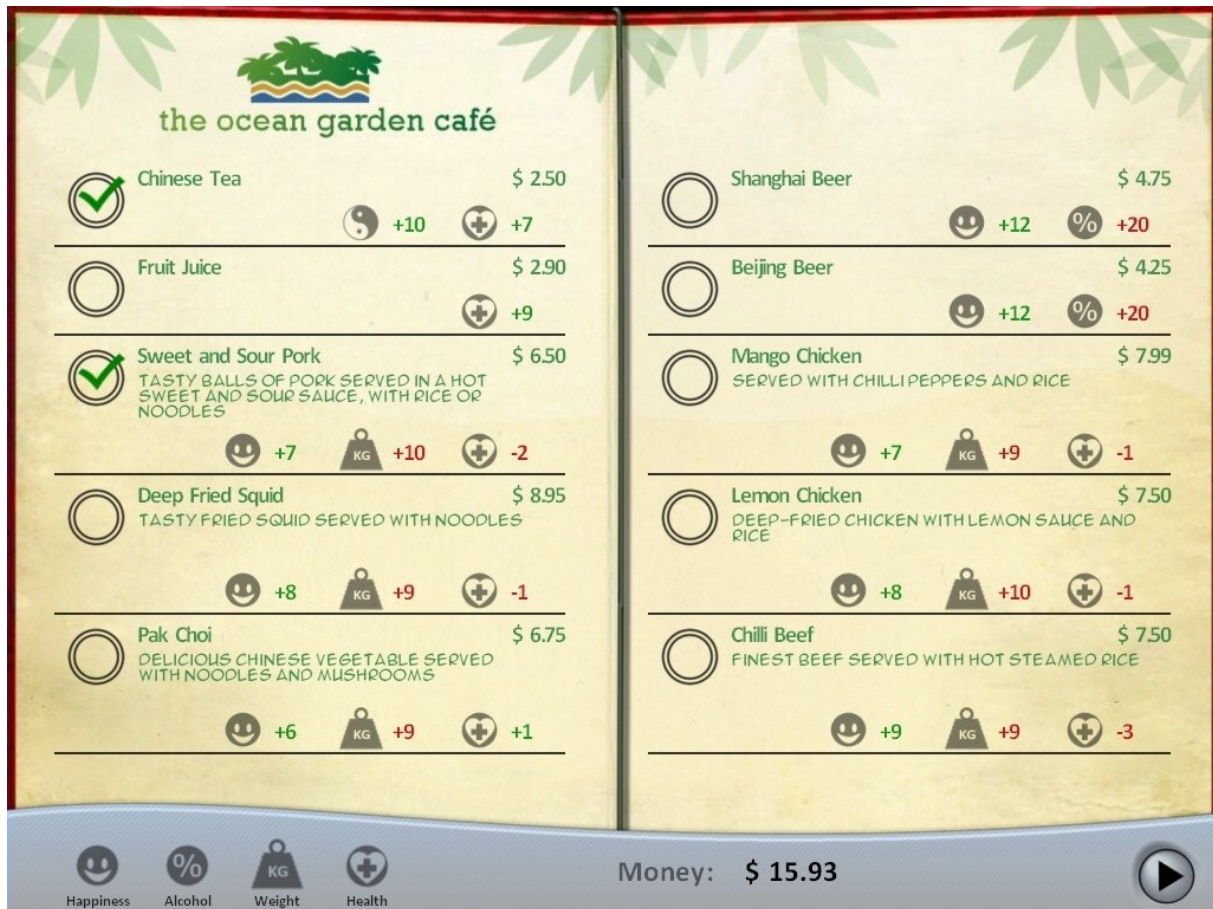 the ocean garden café
Chinese Tea $ 2.50
+10 +7
Fruit Juice $ 2.90
+9
Sweet and Sour Pork $ 6.50
TASTY BALLS OF PORK SERVED IN A HOT
SWEET AND SOUR SAUCE, WITH RICE OR
NOODLES
+7 KG +10 -2
Deep Fried Squid $ 8.95
TASTY FRIED SQUID SERVED WITH NOODLES
+8 KG +9 -1
Pak Choi $ 6.75
DELICIOUS CHINESE VEGETABLE SERVED
WITH NOODLES AND MUSHROOMS
+6 KG +9 +1
Shanghai Beer $ 4.75
+12 % +20
Beijing Beer $ 4.25
+12 % +20
Mango Chicken $ 7.99
SERVED WITH CHILLI PEPPERS AND RICE
+7 KG +9 -1
Lemon Chicken $ 7.50
DEEP-FRIED CHICKEN WITH LEMON SAUCE AND
RICE
+8 KG +10 -1
Chilli Beef $ 7.50
FINEST BEEF SERVED WITH HOT STEAMED RICE
+9 KG +9 -3
% KG
Happiness Alcohol Weight Health
Money: $ 15.93